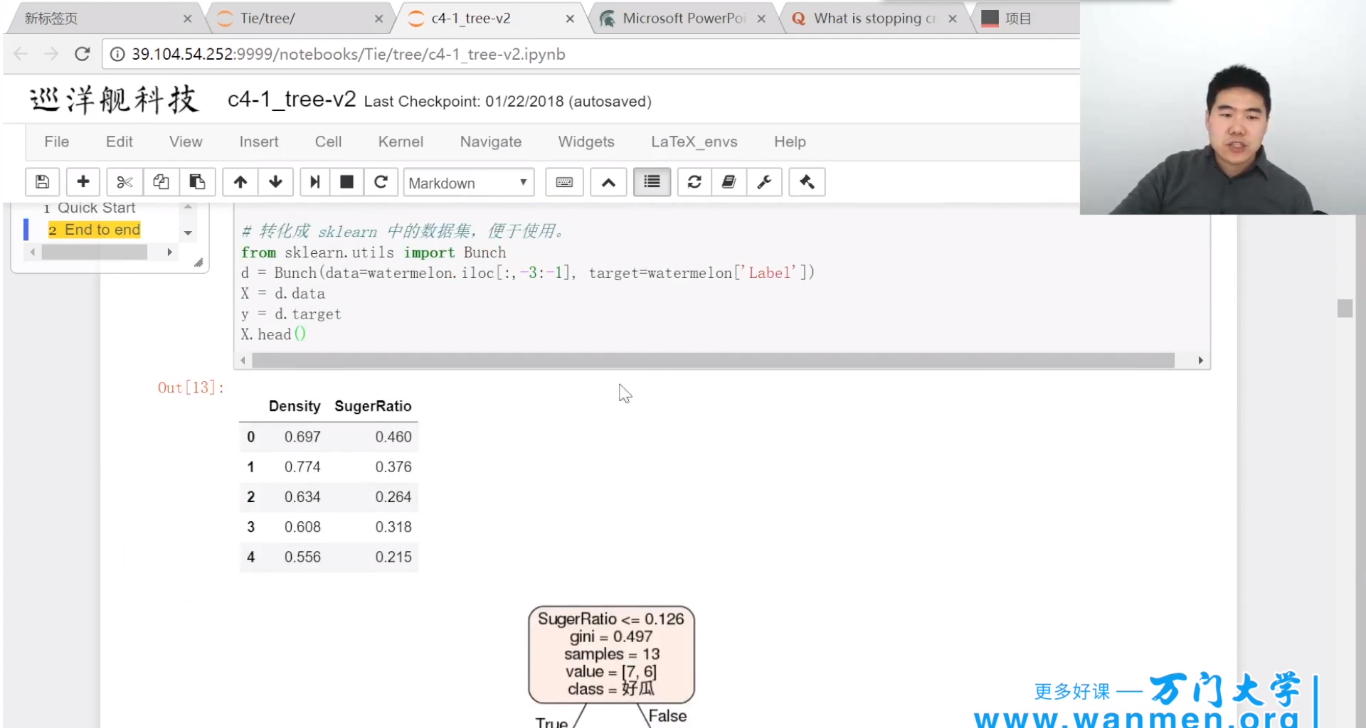 新标签页
Tie/tree/
c4-1_tree-v2
Microsoft PowerPoi
What is stopping cr
项目
39.104.54.252:9999/notebooks/Tie/tree/c4-1_tree-v2.ipynb
巡洋舰科技 c4-1_tree-v2 Last Checkpoint: 01/22/2018 (autosaved)
File Edit View Insert Cell Kernel Navigate Widgets LaTeX_envs Help
Markdown
1 Quick Start
2 End to end
# 转化成 sklearn 中的数据集，便于使用。
from sklearn.utils import Bunch
d = Bunch(data=watermelon.iloc[:,-3:-1], target=watermelon['Label'])
X = d.data
y = d.target
X.head()
Out[13]:
Density SugerRatio
0 0.697 0.460
1 0.774 0.376
2 0.634 0.264
3 0.608 0.318
4 0.556 0.215
SugerRatio <= 0.126
gini = 0.497
samples = 13
value = [7, 6]
class = 好瓜
True False
更多好课 — 万门大学
www.wanmen.org